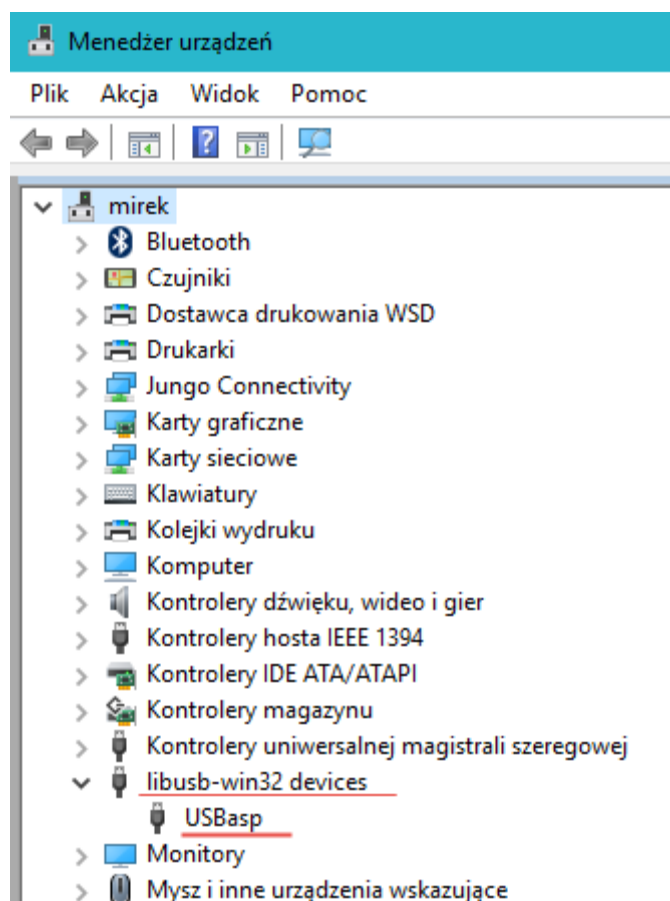 Menedżer urządzeń
Plik Akcja Widok Pomoc
mirek
Bluetooth
Czujniki
Dostawca drukowania WSD
Drukarki
Jungo Connectivity
Karty graficzne
Karty sieciowe
Klawiatury
Kolejki wydruku
Komputer
Kontrolery dźwięku, wideo i gier
Kontrolery hosta IEEE 1394
Kontrolery IDE ATA/ATAPI
Kontrolery magazynu
Kontrolery uniwersalnej magistrali szeregowej
libusb-win32 devices
USBasp
Monitory
Mysz i inne urządzenia wskazujące